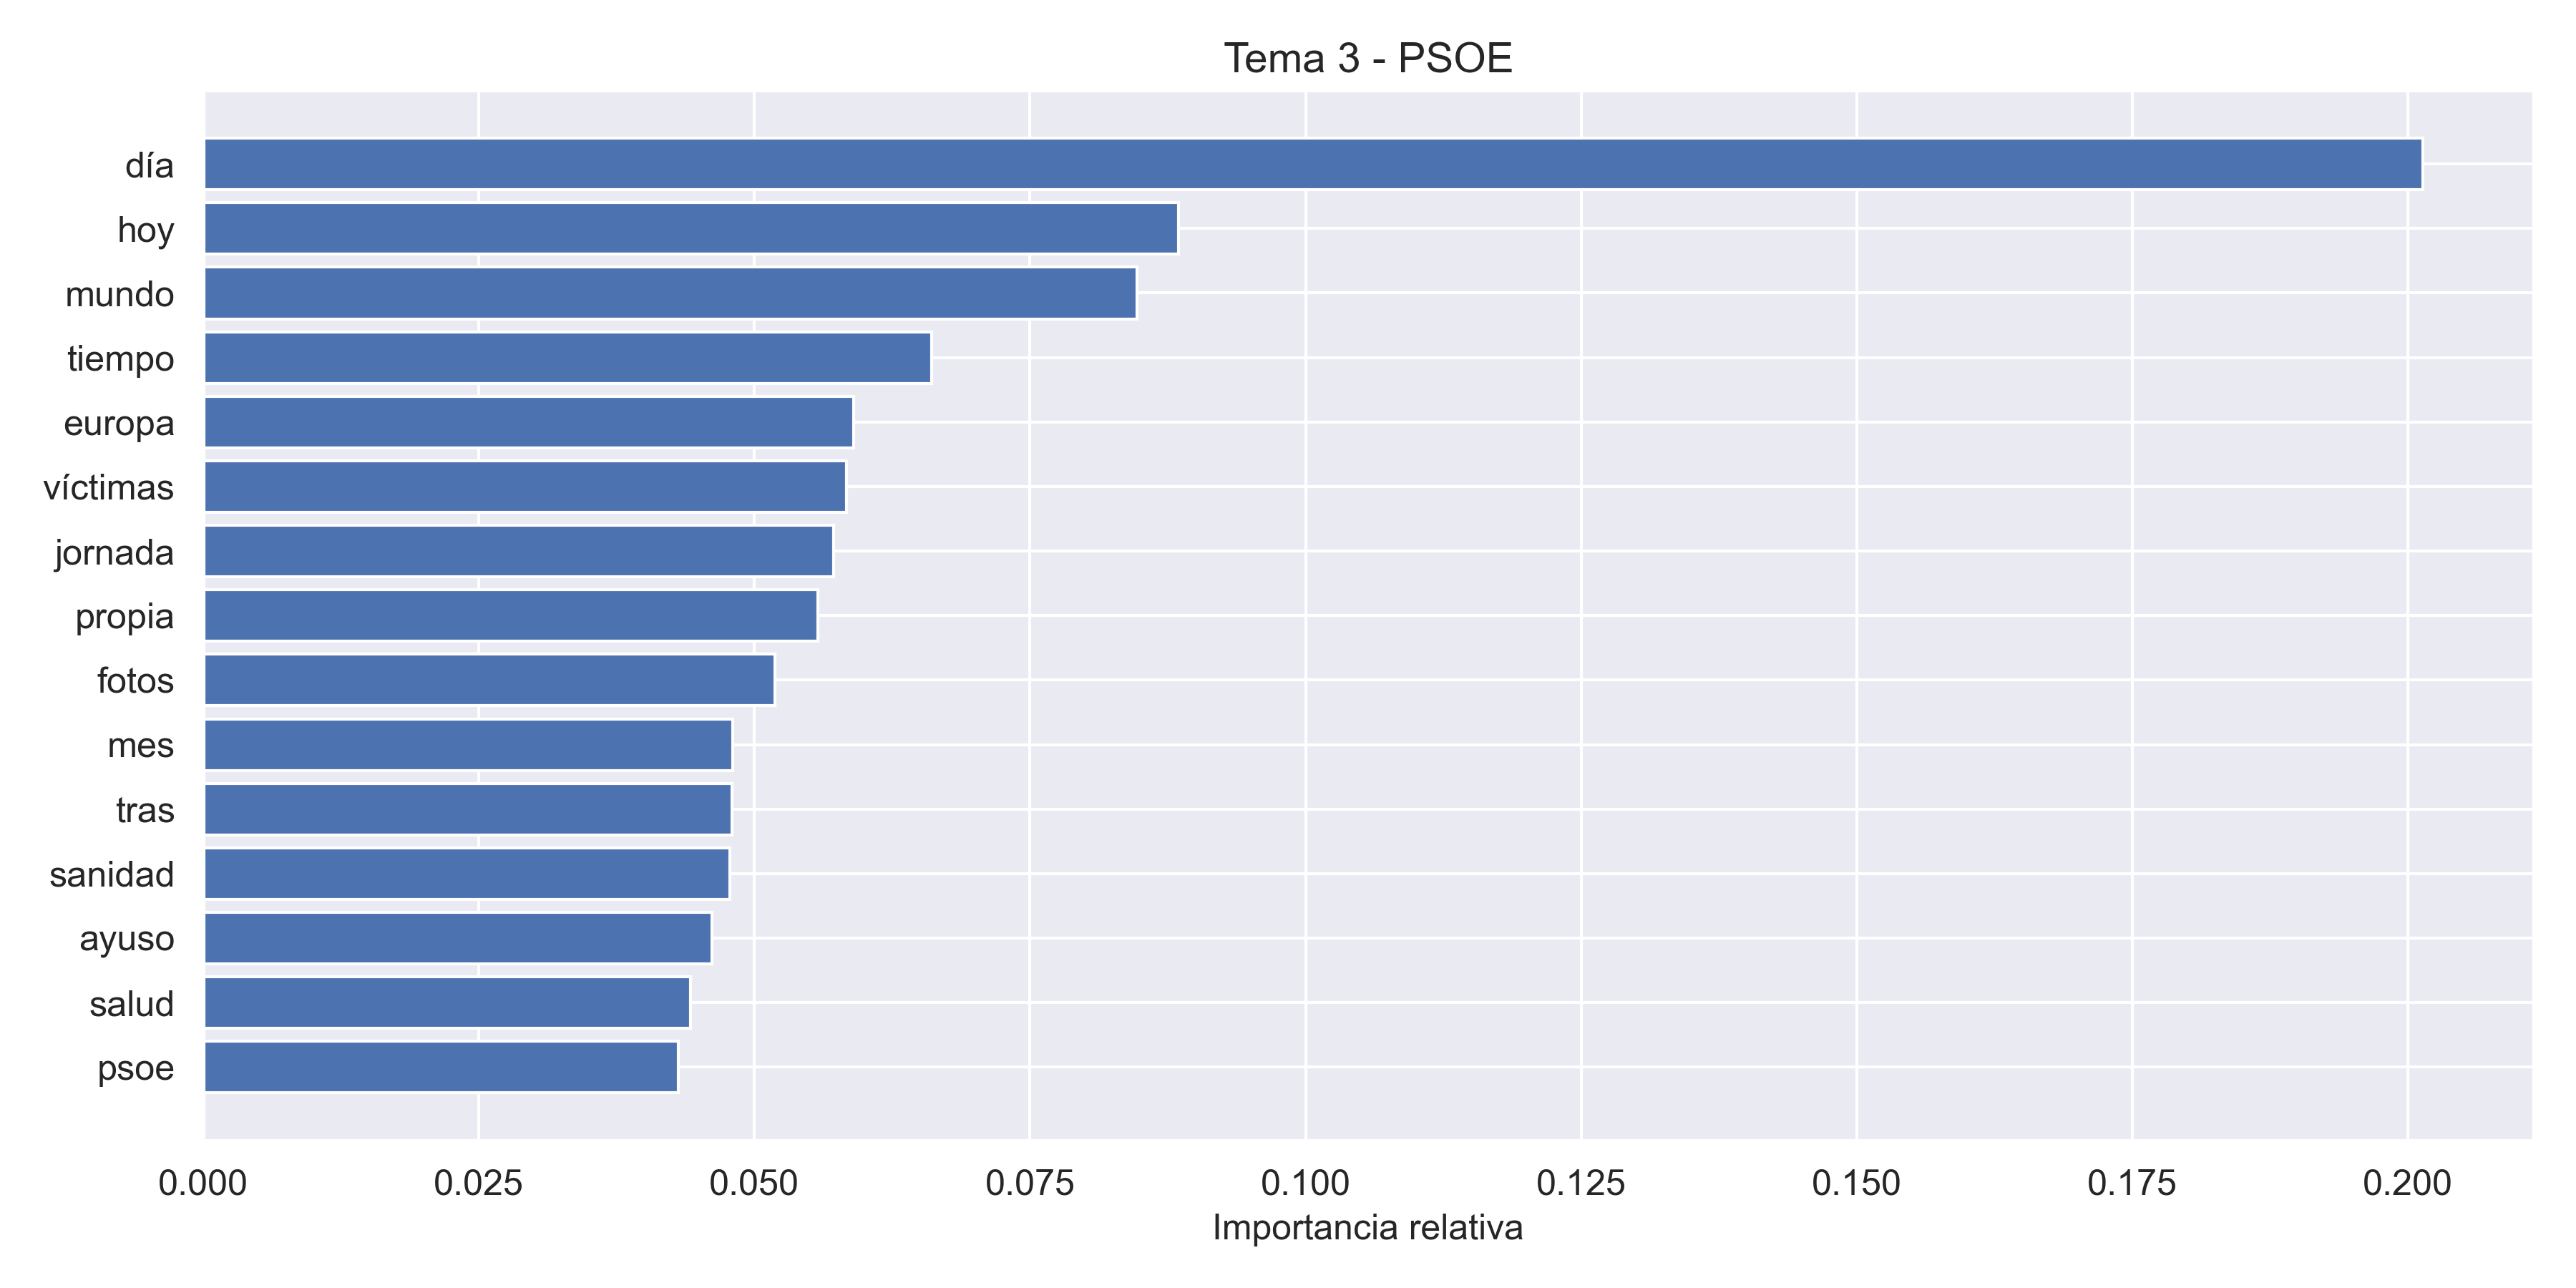 Tema 3 - PSOE
día
hoy
mundo
tiempo
europa
víctimas
jornada
propia
fotos
mes
tras
sanidad
ayuso
salud
psoe
0.000 0.025 0.050 0.075 0.100 0.125 0.150 0.175 0.200
Importancia relativa